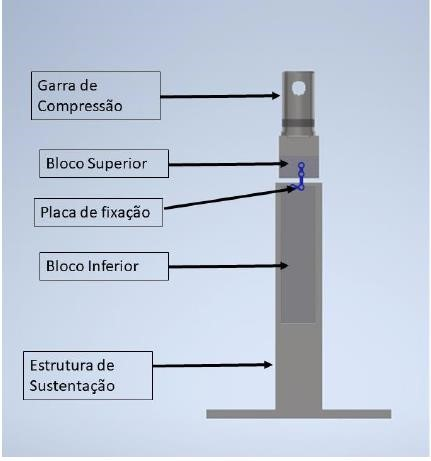 Garra de
Compressão
Bloco Superior
Placa de fixação
Bloco Inferior
Estrutura de
Sustentação